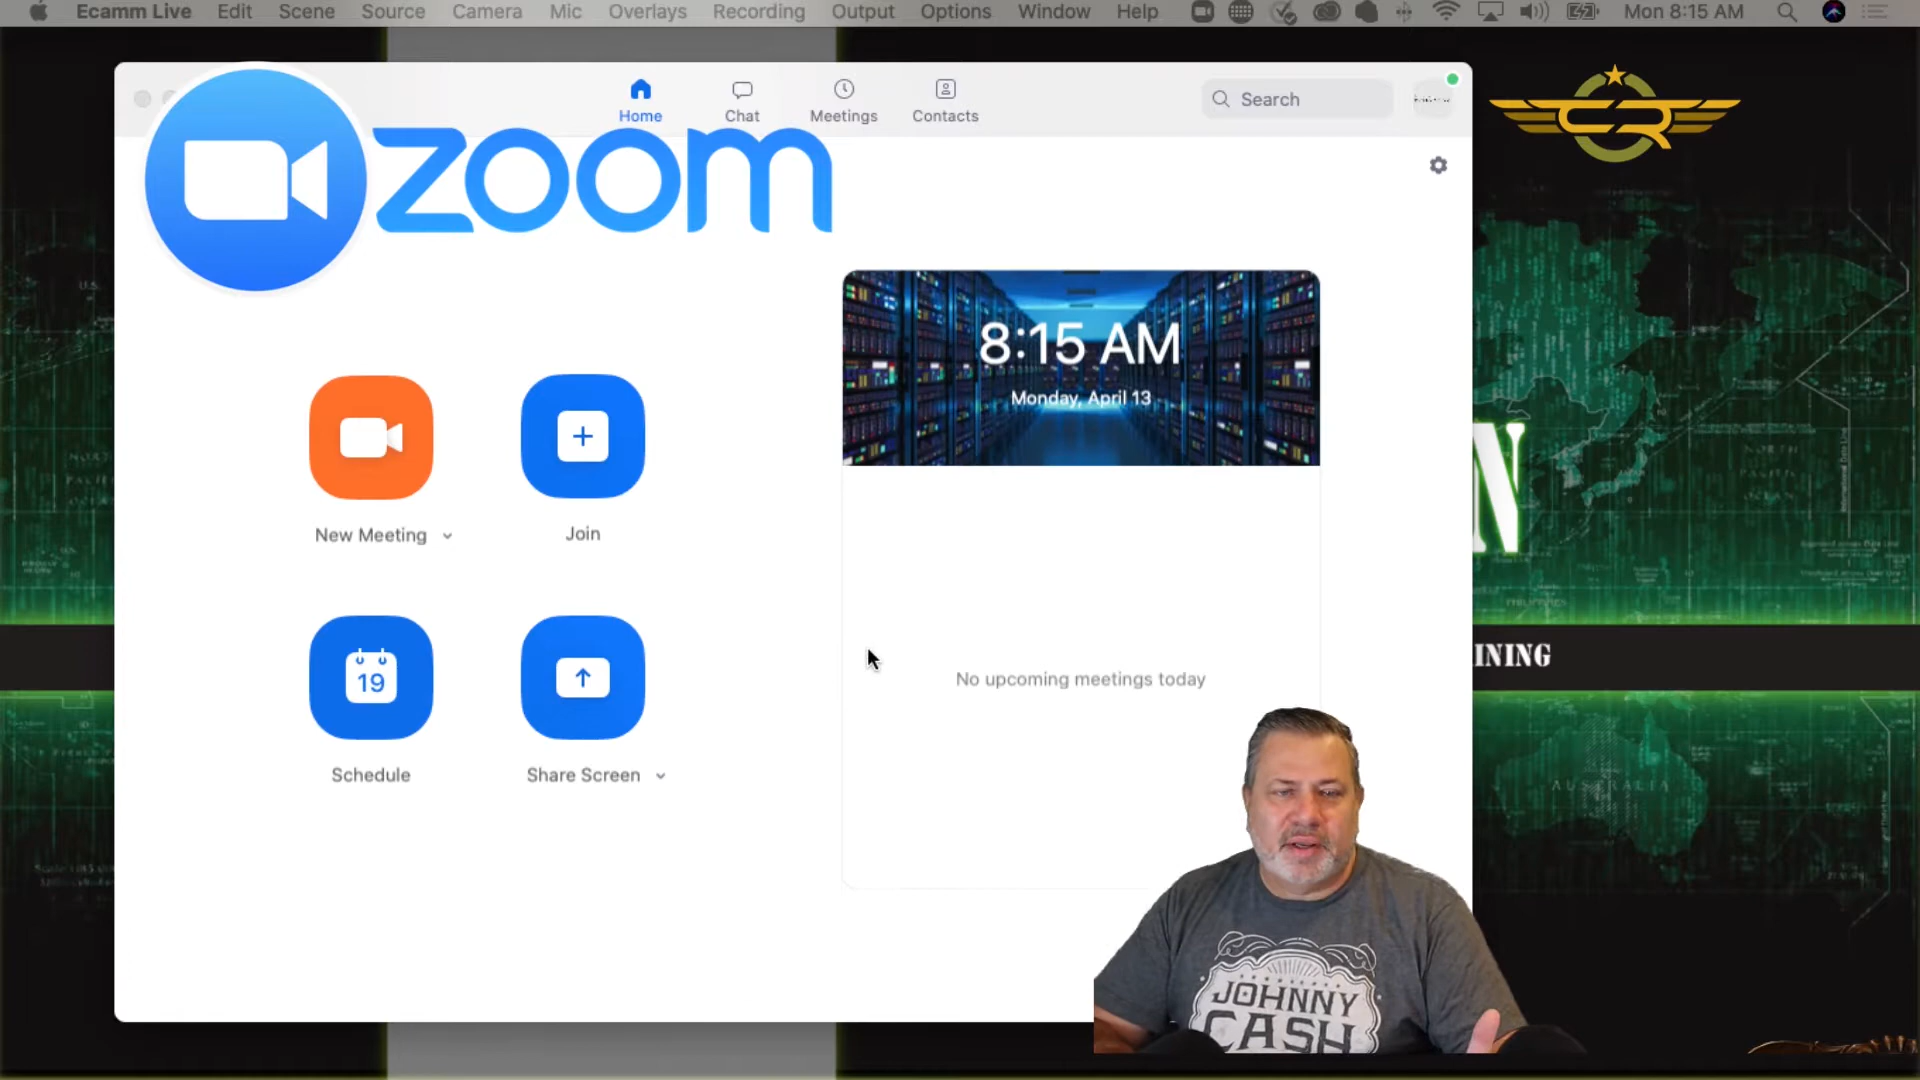 Ecamm Live Edit Scene Source Camera Mic Overlays Recording Output Options Window Help Mon 8:15 AM
Home Chat Meetings Contacts
Search
zoom
CR
8:15 AM
Monday, April 13
19
New Meeting
Join
No upcoming meetings today
Schedule
Share Screen
N
INING
U.S.
AUSTRALIA
JOHNNY
CASH